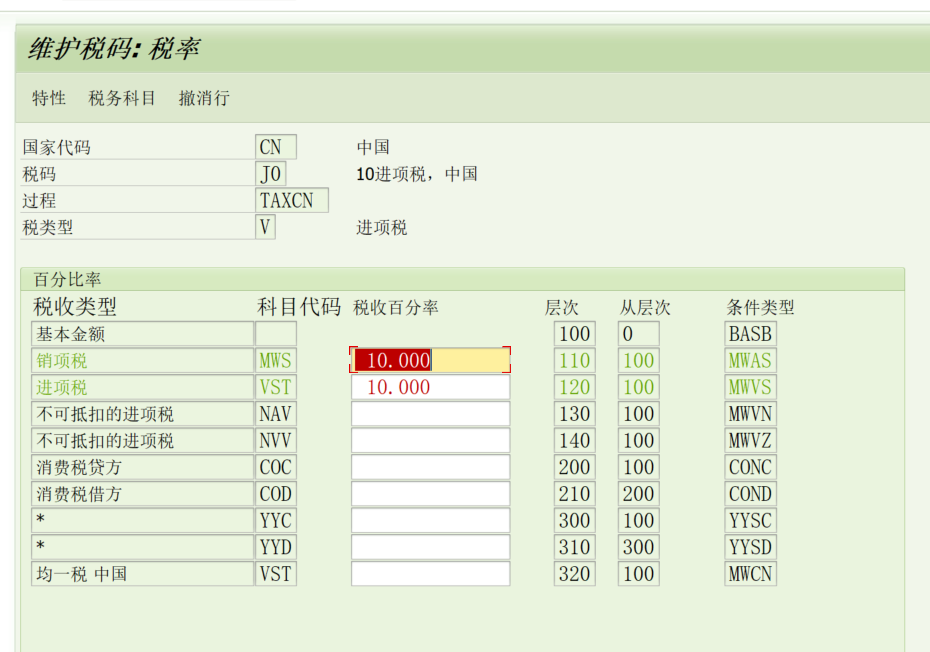 维护税码: 税率
特性 税务科目 撤消行
国家代码 CN 中国
税码 J0 10进项税，中国
过程 TAXCN
税类型 V 进项税
百分比率
税收类型 科目代码 税收百分率 层次 从层次 条件类型
基本金额 100 0 BASB
销项税 MWS 10.000 110 100 MWAS
进项税 VST 10.000 120 100 MWVS
不可抵扣的进项税 NAV 130 100 MWVN
不可抵扣的进项税 NVV 140 100 MWVZ
消费税贷方 COC 200 100 CONC
消费税借方 COD 210 200 COND
* YYC 300 100 YYSC
* YYD 310 300 YYSD
均一税 中国 VST 320 100 MWCN